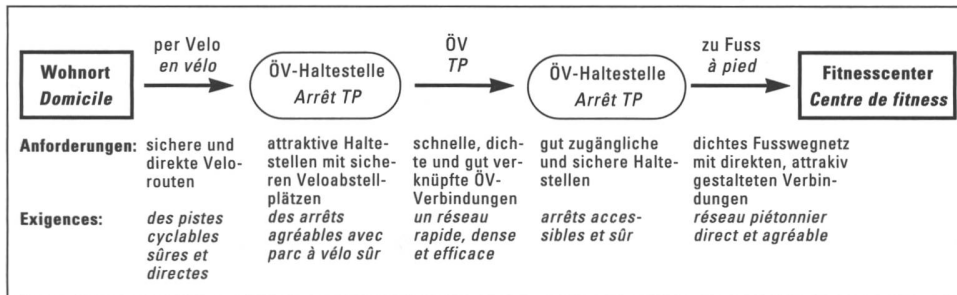 Wohnort
Domicile
per Velo
en vélo
ÖV-Haltestelle
Arrêt TP
ÖV
TP
ÖV-Haltestelle
Arrêt TP
zu Fuss
à pied
Fitnesscenter
Centre de fitness
Anforderungen:
sichere und
direkte Velo-
routen
attraktive Halte-
stellen mit siche-
ren Veloabstell-
plätzen
schnelle, dich-
te und gut ver-
knüpfte ÖV-
Verbindungen
gut zugängliche
und sichere Halte-
stellen
dichtes Fusswegnetz
mit direkten, attrakiv
gestalteten Verbin-
dungen
Exigences:
des pistes
cyclables
sûres et
directes
des arrêts
agréables avec
parc à vélo sûr
un réseau
rapide, dense
et efficace
arrêts acces-
sibles et sûr
réseau piétonnier
direct et agréable